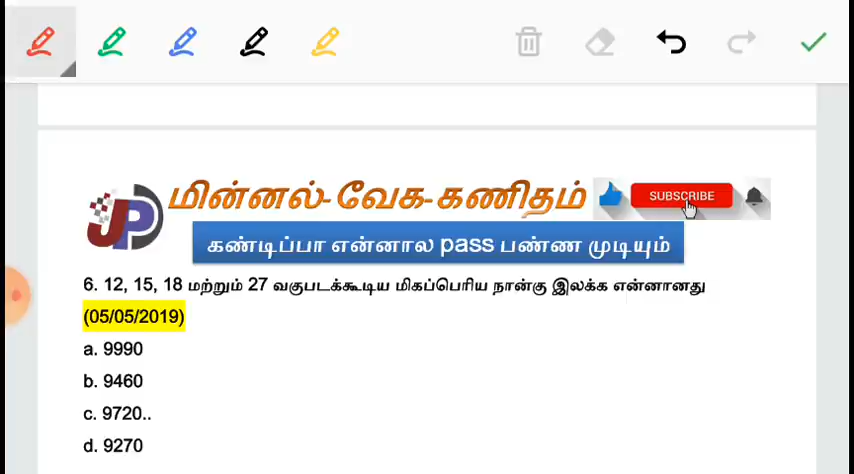 JP
மின்னல்-வேக-கணிதம்
SUBSCRIBE
கண்டிப்பா என்னால pass பண்ண முடியும்
6. 12, 15, 18 மற்றும் 27 வகுபடக்கூடிய மிகப்பெரிய நான்கு இலக்க என்னானது
(05/05/2019)
a. 9990
b. 9460
c. 9720..
d. 9270